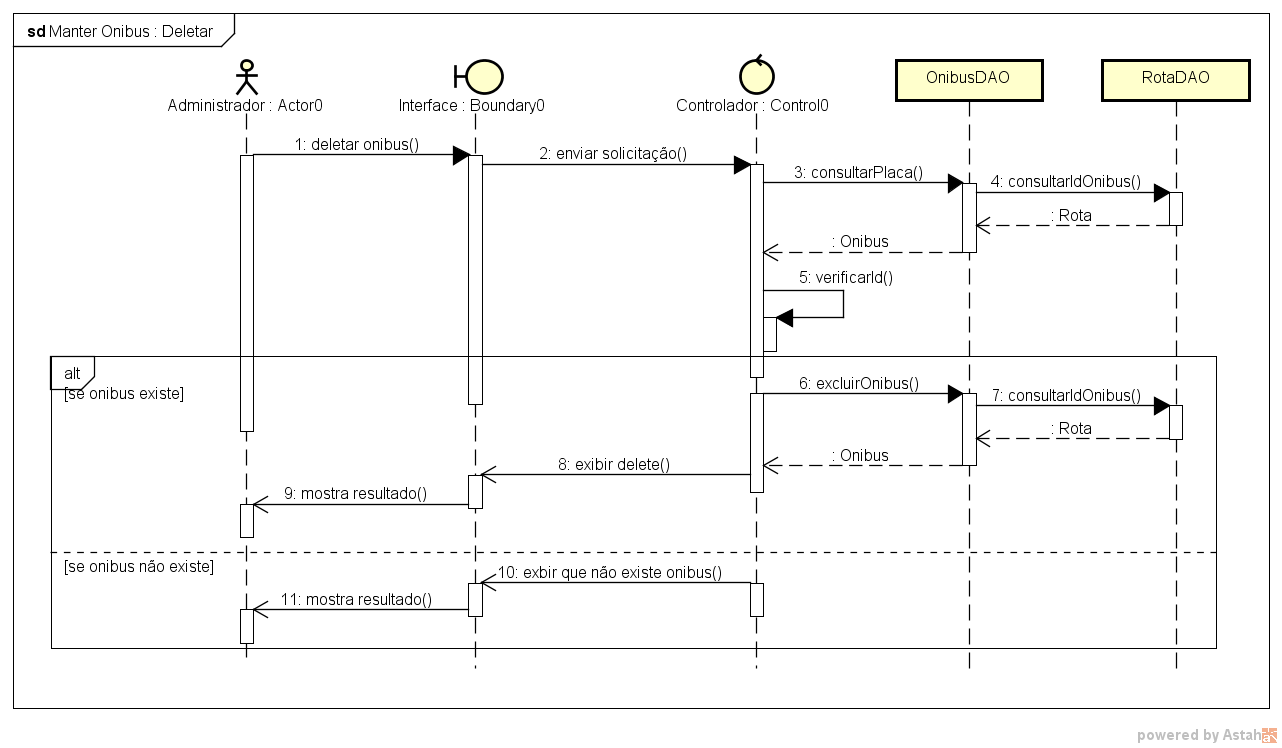 sd Manter Onibus : Deletar
Administrador : Actor0
Interface : Boundary0
Controlador : Control0
OnibusDAO
RotaDAO
1: deletar onibus()
2: enviar solicitação()
3: consultarPlaca()
4: consultarIdOnibus()
: Rota
: Onibus
5: verificarId()
alt
[se onibus existe]
6: excluirOnibus()
7: consultarIdOnibus()
: Rota
: Onibus
8: exibir delete()
9: mostra resultado()
[se onibus não existe]
10: exbir que não existe onibus()
11: mostra resultado()
powered by Astah